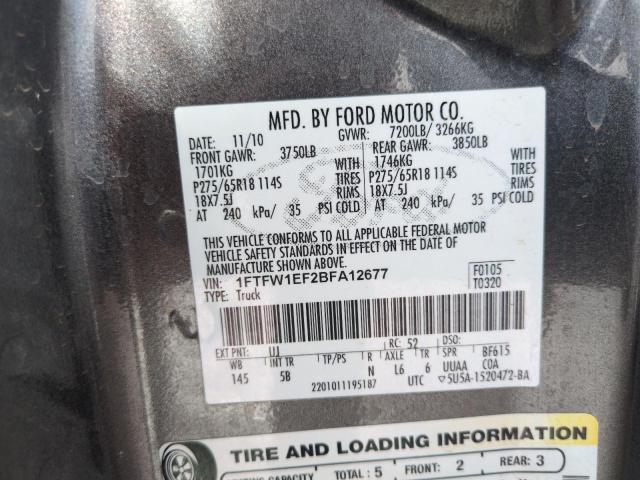 MFD. BY FORD MOTOR CO.
DATE: 11/10 GVWR: 7200LB/ 3266KG
FRONT GAWR: 3750LB REAR GAWR: 3850LB
1701KG WITH 1746KG WITH
P275/65R18 114S TIRES P275/65R18 114S TIRES
18X7.5J RIMS 18X7.5J RIMS
AT 240 kPa/ 35 PSI COLD AT 240 kPa/ 35 PSI COLD
THIS VEHICLE CONFORMS TO ALL APPLICABLE FEDERAL MOTOR
VEHICLE SAFETY STANDARDS IN EFFECT ON THE DATE OF
MANUFACTURE SHOWN ABOVE.
VIN: 1FTFW1EF2BFA12677 F0105
TYPE: Truck T0320
EXT PNT: UJ RC: 52 DSO:
WB INT TR TP/PS R AXLE TR SPR BF615
145 5B N L6 6 UUAA COA
2201011195187 UTC ▽5U5A-1520472-BA
TIRE AND LOADING INFORMATION
SEATING CAPACITY TOTAL : 5 FRONT: 2 REAR: 3